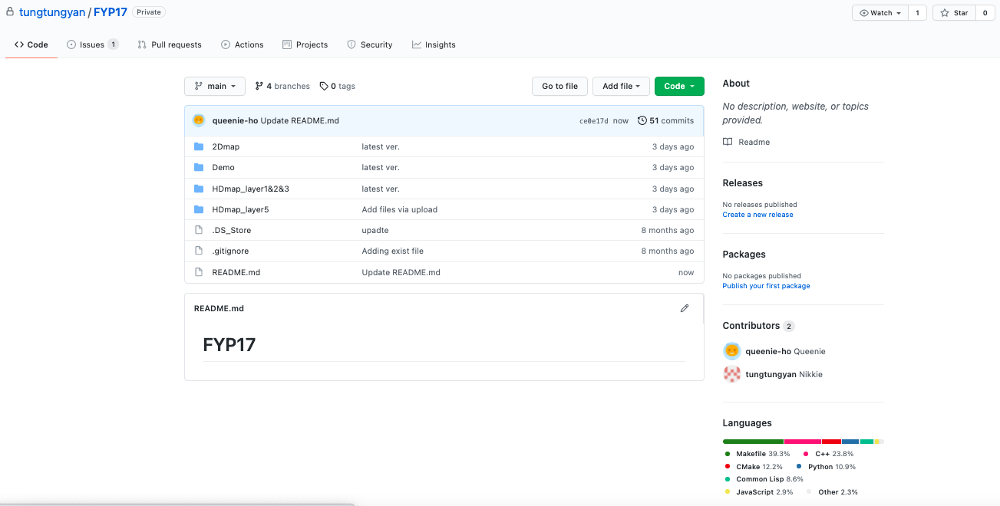 tungtungyan / FYP17 Private
Watch 1 Star 0
Code Issues 1 Pull requests Actions Projects Security Insights
main 4 branches 0 tags Go to file Add file Code
queenie-ho Update README.md ce0e17d now 51 commits
2Dmap latest ver. 3 days ago
Demo latest ver. 3 days ago
HDmap_layer1&2&3 latest ver. 3 days ago
HDmap_layer5 Add files via upload 3 days ago
.DS_Store upadte 8 months ago
.gitignore Adding exist file 8 months ago
README.md Update README.md now
README.md
FYP17
About
No description, website, or topics
provided.
Readme
Releases
No releases published
Create a new release
Packages
No packages published
Publish your first package
Contributors 2
queenie-ho Queenie
tungtungyan Nikkie
Languages
Makefile 39.3% C++ 23.8%
CMake 12.2% Python 10.9%
Common Lisp 8.6%
JavaScript 2.9% Other 2.3%